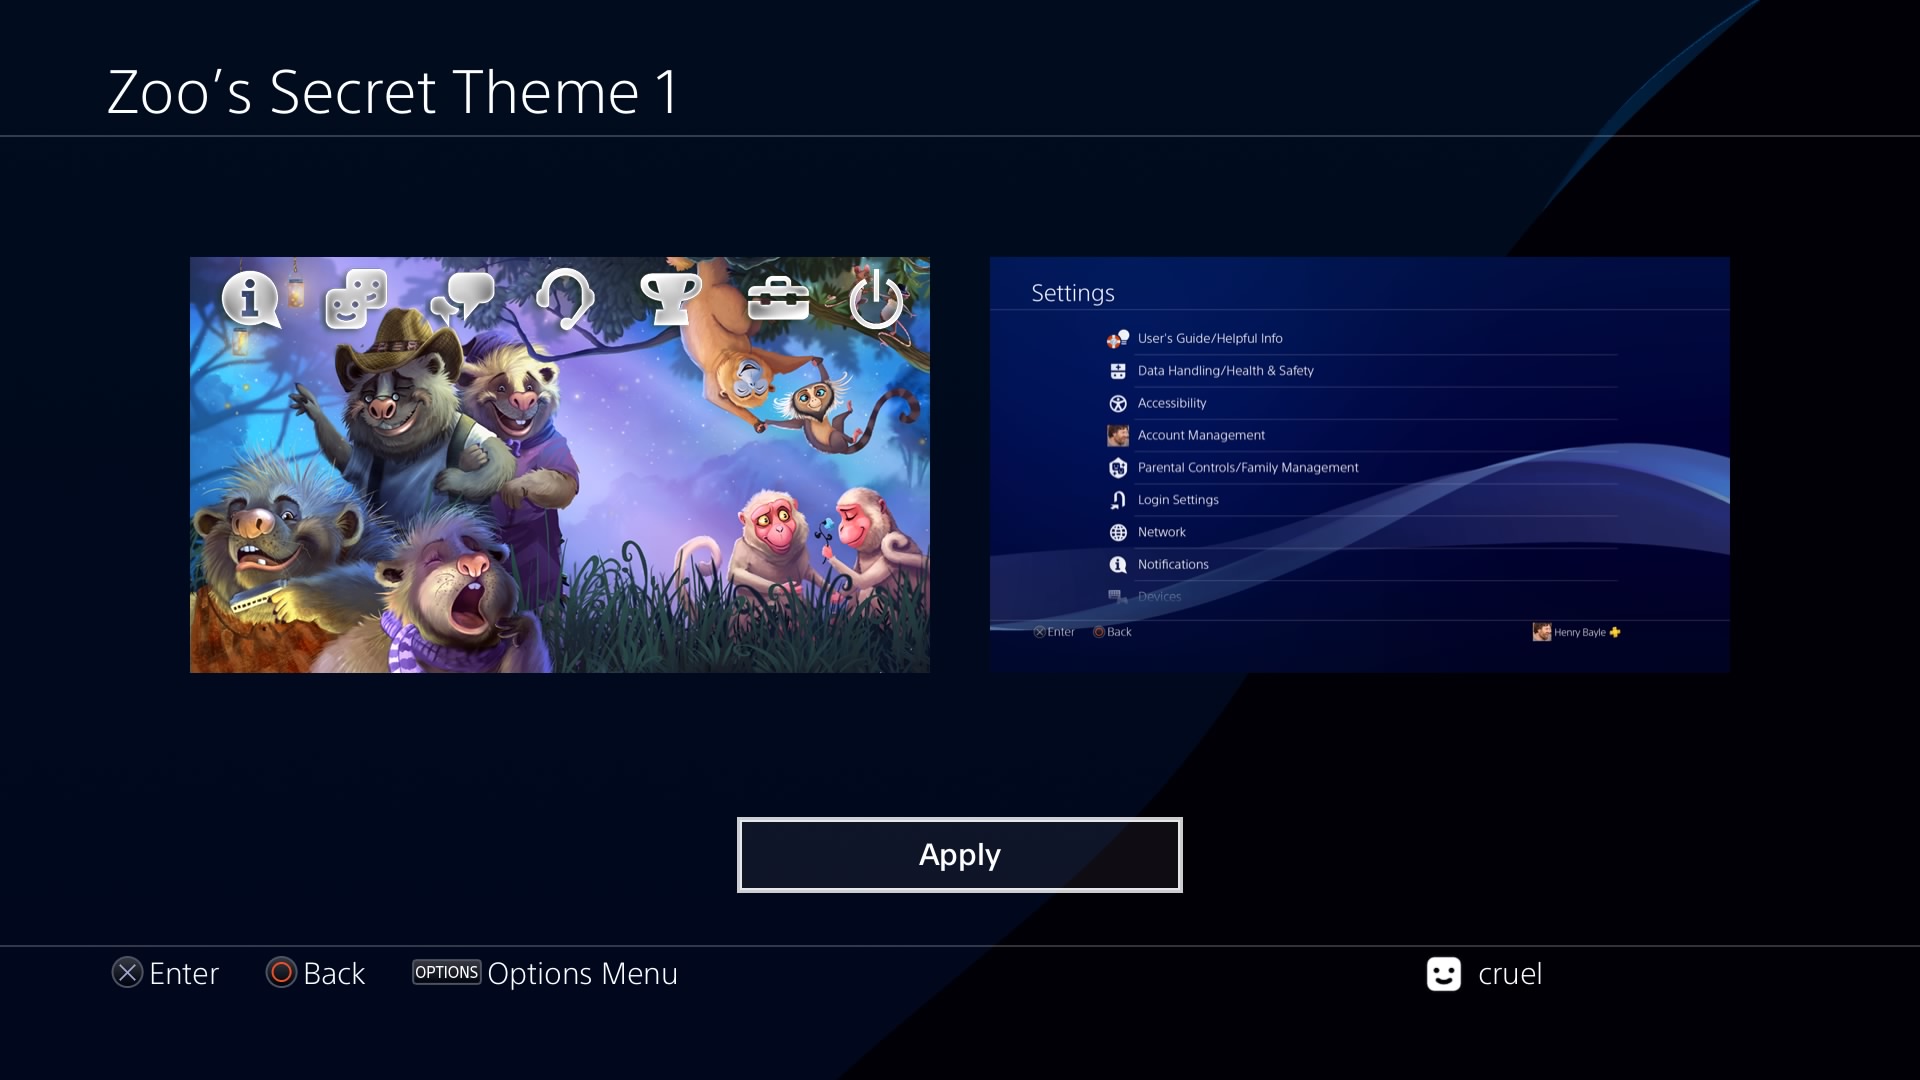 Zoo's Secret Theme 1
Settings
User's Guide/Helpful Info
Data Handling/Health & Safety
Accessibility
Account Management
Parental Controls/Family Management
Login Settings
Network
Notifications
Devices
Enter Back Henry Bayle
Apply
Enter Back OPTIONS Options Menu cruel